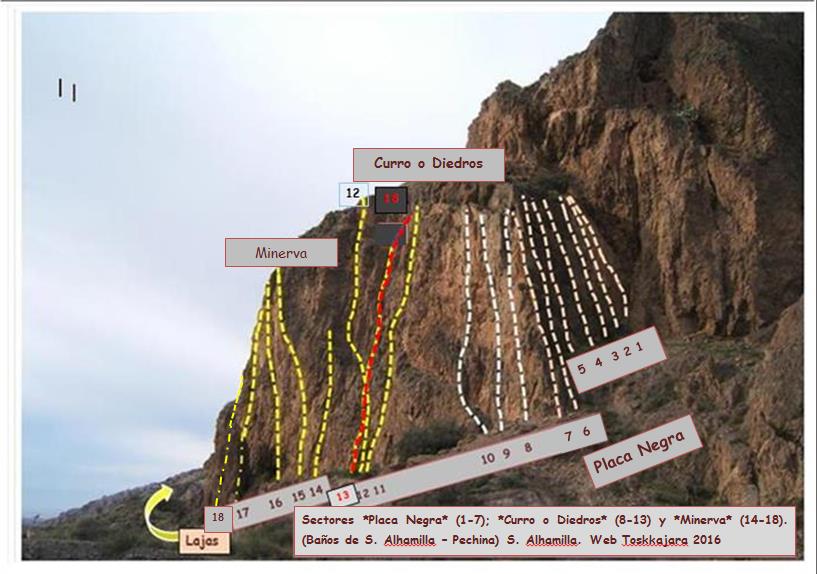 Curro o Diedros
12
18
Minerva
5 4 3 2 1
7 6
10 9 8
Placa Negra
13
12 11
18 17 16 15 14
Lajas
Sectores *Placa Negra* (1-7); *Curro o Diedros* (8-13) y *Minerva* (14-18).
(Baños de S. Alhamilla – Pechina) S. Alhamilla. Web Toskkajara 2016